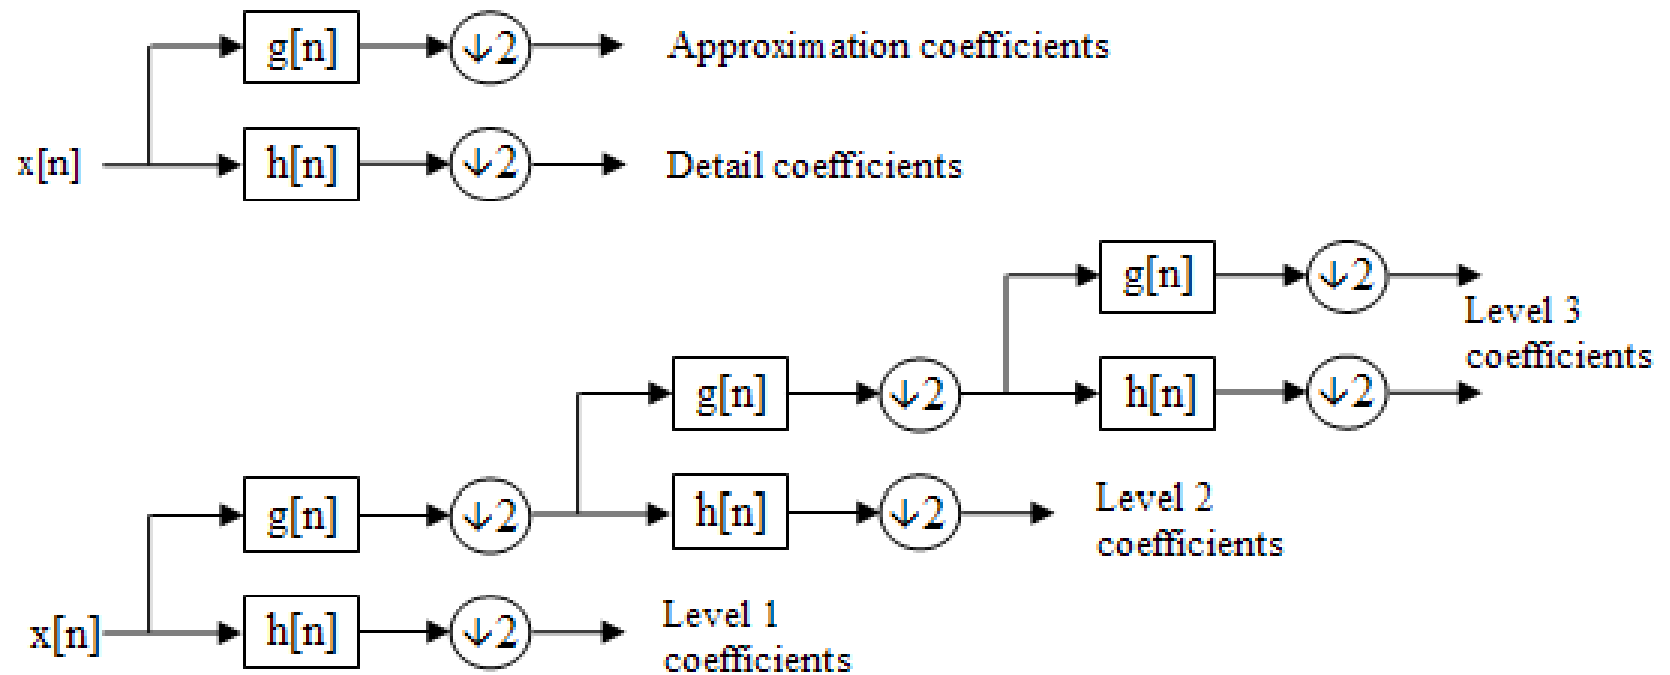 g[n] ↓2 Approximation coefficients
x[n] h[n] ↓2 Detail coefficients
g[n] ↓2
Level 3
coefficients
g[n] ↓2 h[n] ↓2
g[n] ↓2 h[n] ↓2
Level 2
coefficients
x[n] h[n] ↓2
Level 1
coefficients